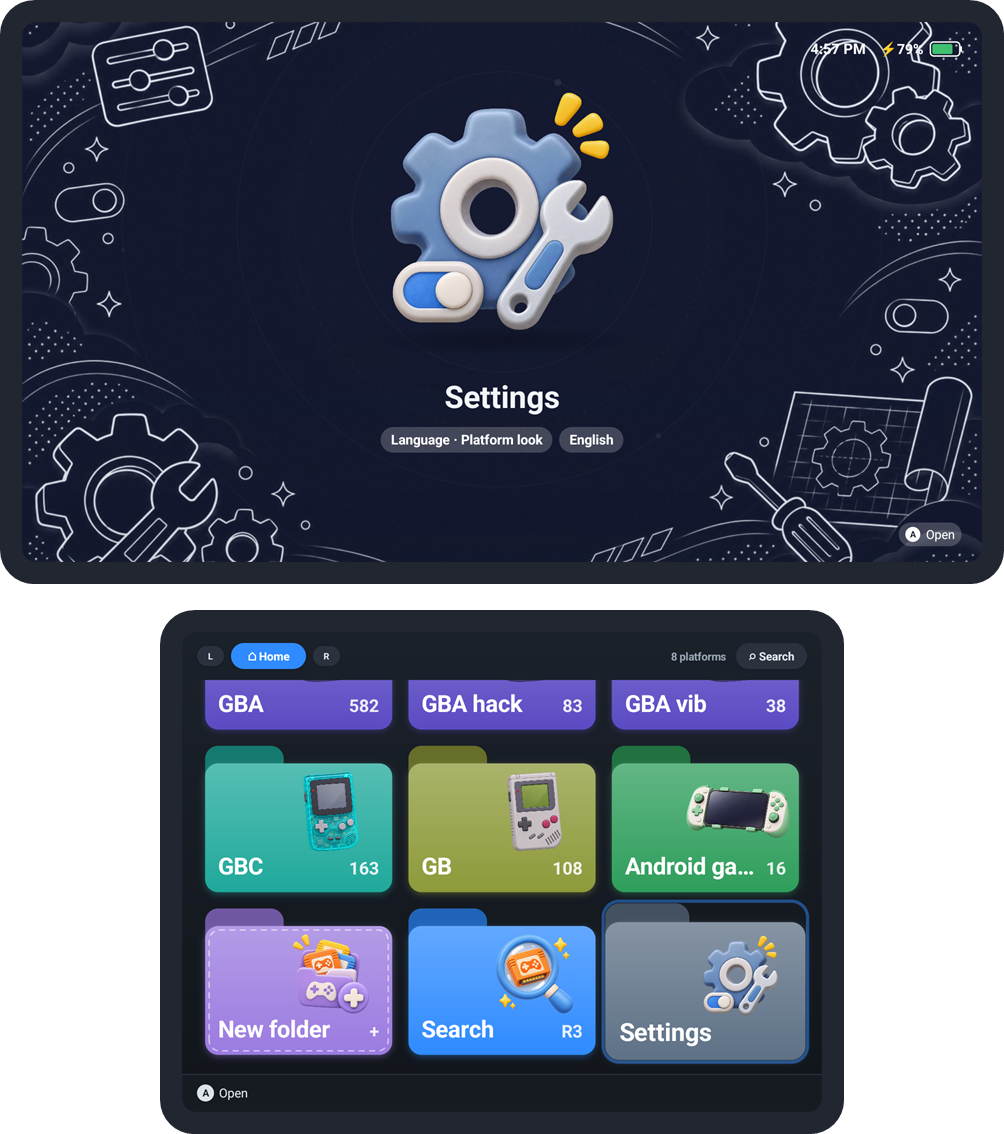 4:57 PM ⚡79%
Settings
Language · Platform look English
A Open
L Home R 8 platforms Search
GBA 582 GBA hack 83 GBA vib 38
GBC 163 GB 108 Android ga... 16
New folder + Search R3 Settings
A Open